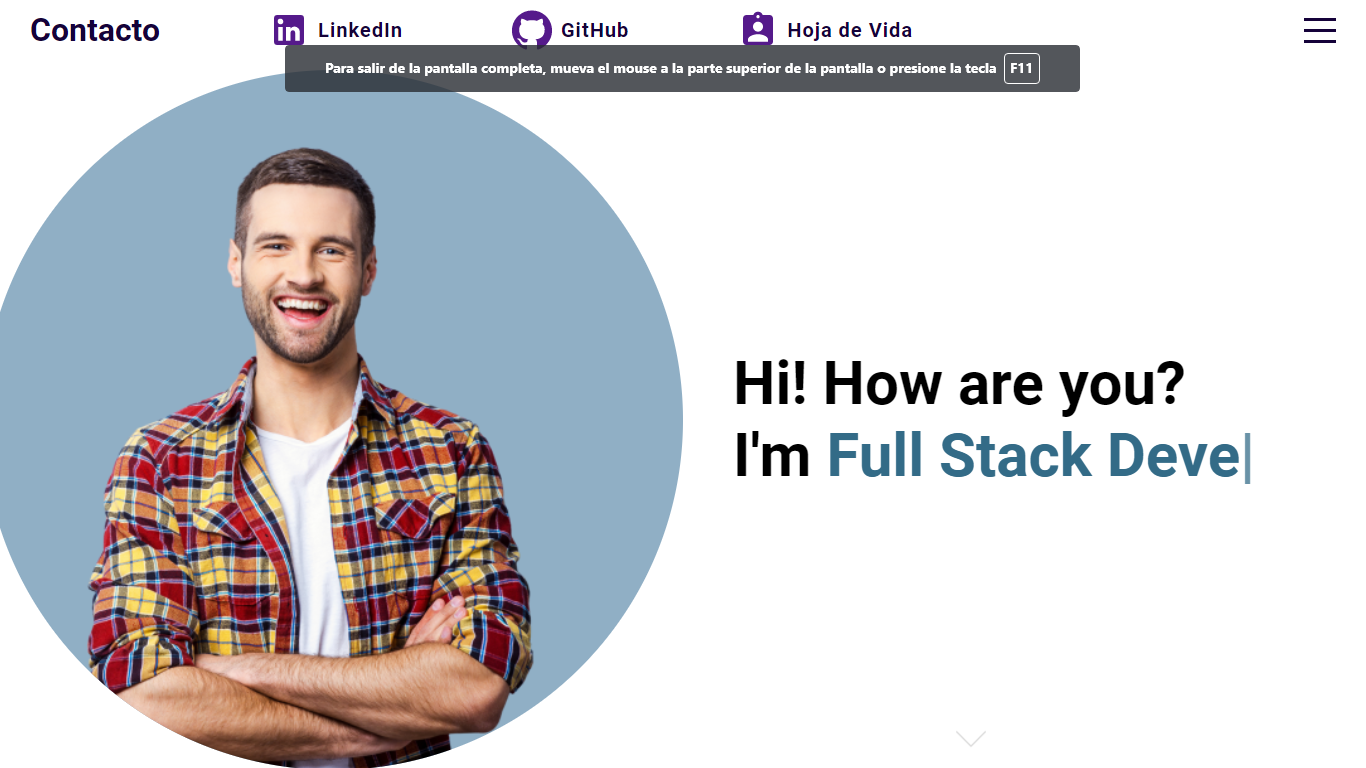 Contacto
LinkedIn
GitHub
Hoja de Vida
Para salir de la pantalla completa, mueva el mouse a la parte superior de la pantalla o presione la tecla F11
Hi! How are you?
I'm Full Stack Deve|